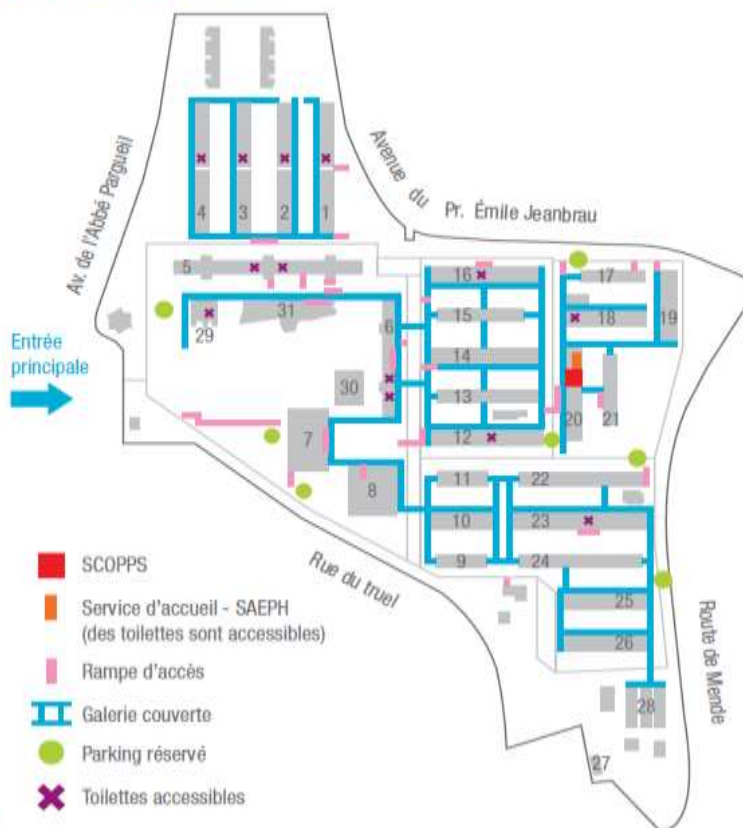 Av. de l'Abbé Pargueil
Avenue du Pr. Émile Jeanbrau
4
3
2
1
5
31
29
6
30
7
8
16
15
14
13
12
17
18
19
20
21
11
22
10
23
9
24
25
26
28
27
Entrée
principale
Rue du truel
Route de Mende
SCOPPS
Service d'accueil - SAEPH
(des toilettes sont accessibles)
Rampe d'accès
Galerie couverte
Parking réservé
Toilettes accessibles